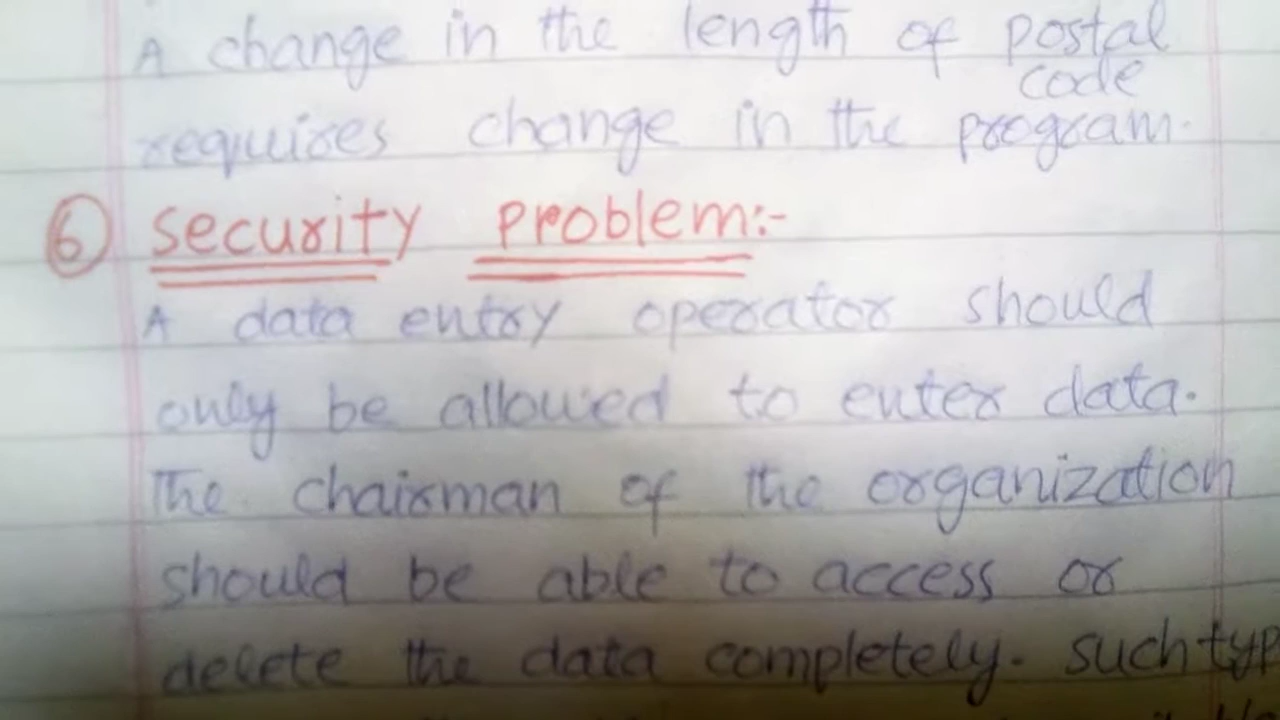 A change in the length of postal
code
requires change in the program.
6 security problem:-
A data entry operator should
only be allowed to enter data.
The chairman of the organization
should be able to access or
delete the data completely. such typ